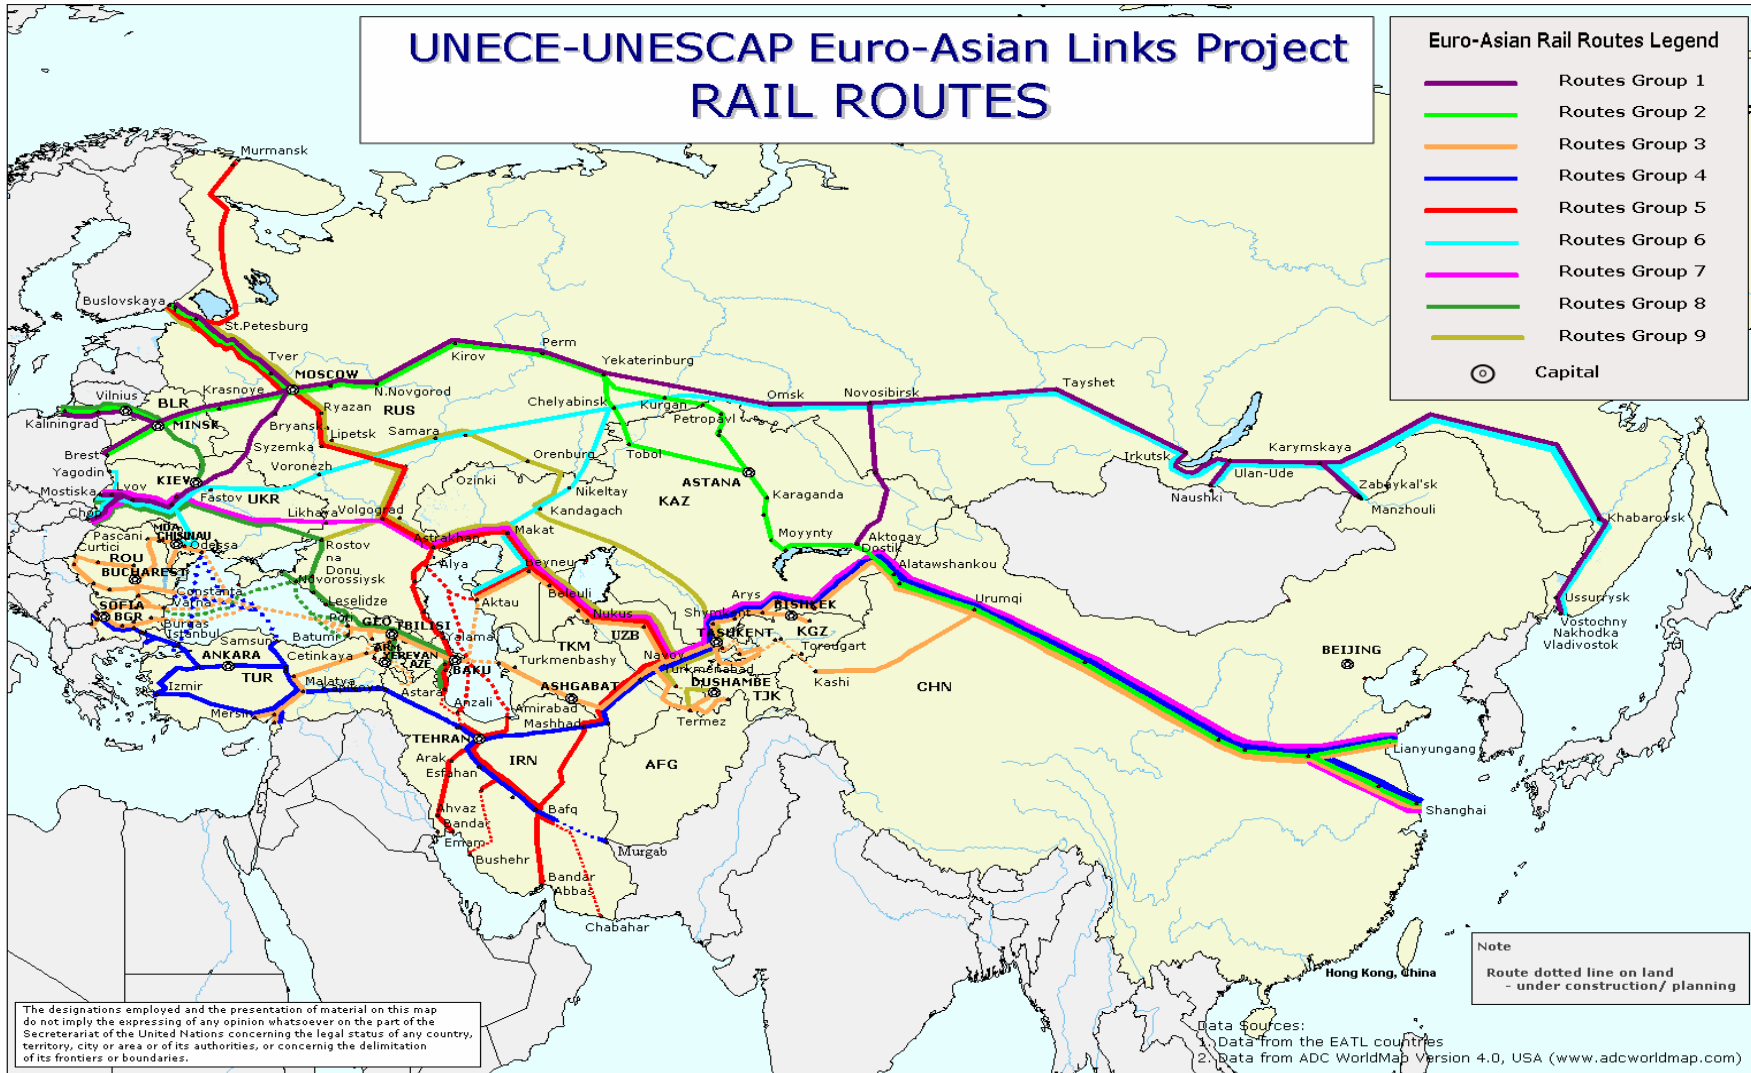 UNECE-UNESCAP Euro-Asian Links Project
RAIL ROUTES
Euro-Asian Rail Routes Legend
Routes Group 1
Routes Group 2
Routes Group 3
Routes Group 4
Routes Group 5
Routes Group 6
Routes Group 7
Routes Group 8
Routes Group 9
Capital
Murmansk
Buslovskaya
St.Petesburg
Tver
MOSCOW
Krasnoye
Vilnius
BLR
Kaliningrad
MINSK
Brest
Yagodin
Mostiska
Lvov
Chop
KIEV
Fastov
UKR
Bryansk
Syzemka
Voronezh
Ryazan
RUS
Lipetsk
Samara
N.Novgorod
Kirov
Perm
Yekaterinburg
Chelyabinsk
Kurgan
Petropavl
Tobol
Omsk
Novosibirsk
Tayshet
Irkutsk
Ulan-Ude
Naushki
Karymskaya
Zabaykal'sk
Manzhouli
Khabarovsk
Ussurysk
Vostochny
Nakhodka
Vladivostok
Orenburg
Ozinki
Nikeltay
Kandagach
ASTANA
KAZ
Karaganda
Moyynty
Aktogay
Dostik
Alatawshankou
Urumqi
Likhaya
Volgograd
Astrakhan
Makat
Beyneu
Beleuli
Aktau
Alya
Rostov
na
Donu
Novorossiysk
Leselidze
Poti
Batumi
GEO
TBILISI
Yalama
ARM
YEREVAN
AZE
BAKU
Astara
Anzali
Pascani
MDA
CHISINAU
Odessa
Curtici
ROU
BUCHAREST
Constanta
SOFIA
BGR
Varna
Burgas
Istanbul
Samsun
ANKARA
TUR
Cetinkaya
Izmir
Malatya
Kapikoy
Mersin
Nukus
UZB
TKM
Turkmenbashy
ASHGABAT
Amirabad
Mashhad
Navoy
Turkmenabad
Arys
Shymkent
TASHKENT
BISHKEK
KGZ
Torougart
Kashi
DUSHAMBE
TJK
Termez
CHN
BEIJING
Lianyungang
Shanghai
TEHRAN
Arak
Esfahan
IRN
AFG
Ahvaz
Bandar
Emam
Bushehr
Bafq
Murgab
Bandar
Abbas
Chabahar
Hong Kong, China
Note
Route dotted line on land
- under construction/ planning
Data Sources:
1. Data from the EATL countries
2. Data from ADC WorldMap Version 4.0, USA (www.adcworldmap.com)
The designations employed and the presentation of material on this map
do not imply the expressing of any opinion whatsoever on the part of the
Secreterariat of the United Nations concerning the legal status of any country,
territory, city or area or of its authorities, or concernig the delimitation
of its frontiers or boundaries.